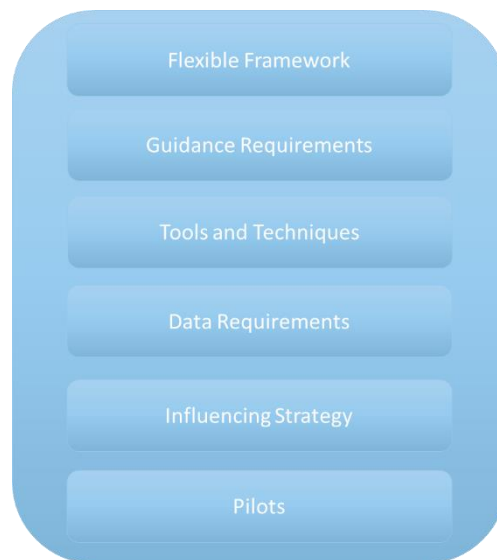 Flexible Framework
Guidance Requirements
Tools and Techniques
Data Requirements
Influencing Strategy
Pilots